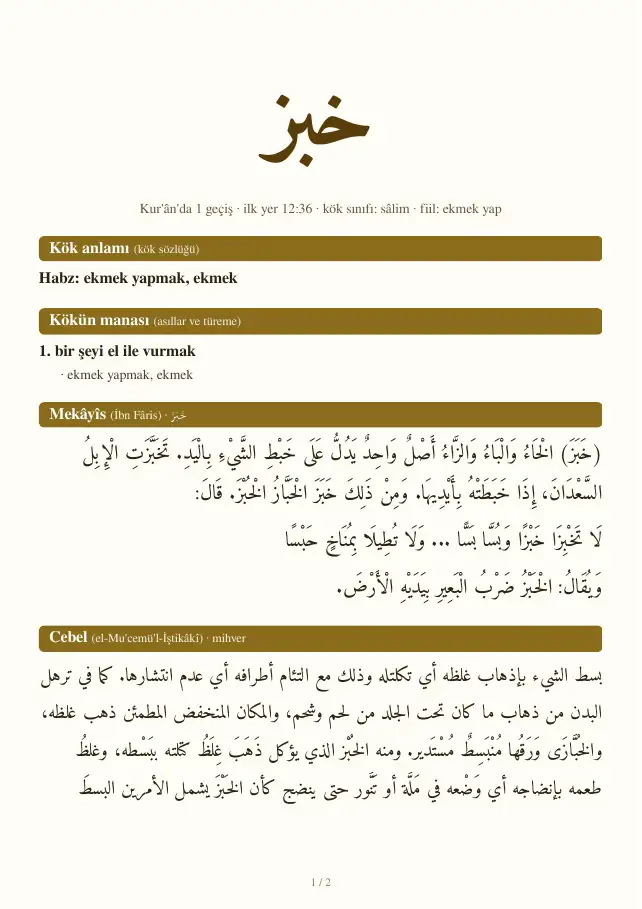 خبز
Kur'ân'da 1 geçiş · ilk yer 12:36 · kök sınıfı: sâlim · fiil: ekmek yap
Kök anlamı (kök sözlüğü)
Habz: ekmek yapmak, ekmek
Kökün manası (asıllar ve türeme)
1. bir şeyi el ile vurmak
· ekmek yapmak, ekmek
Mekâyîs (İbn Fâris) · خَبَزَ
(خَبَزَ) الْخَاءُ وَالْبَاءُ وَالزَّاءُ أَصْلٌ وَاحِدٌ يَدُلُّ عَلَى خَبْطِ الشَّيْءِ بِالْيَدِ. تَخَبَّزَتِ الْإِبِلُ
السَّعْدَانَ، إِذَا خَبَطَتْهُ بِأَيْدِيهَا. وَمِنْ ذَلِكَ خَبَزَ الْخَبَّازُ الْخُبْزَ. قَالَ:
لَا تَخْبِزَا خَبْزًا وَبُسَّا بَسًّا ... وَلَا تُطِيلَا بِمُنَاخٍ حَبْسًا
وَيُقَالُ: الْخَبْزُ ضَرْبُ الْبَعِيرِ بِيَدَيْهِ الْأَرْضَ.
Cebel (el-Mu'cemü'l-İştikâkî) · mihver
بسط الشيء بإذهاب غلظه أي تكتله وذلك مع التئام أطرافه أي عدم انتشارها. كما في ترهل
البدن من ذهاب ما كان تحت الجلد من لحم وشحم، والمكان المنخفض المطمئن ذهب غلظه،
والخُبَّازَى وَرَقُها مُنْبَسِطٌ مُسْتَدير. ومنه الخُبْز الذي يؤكل ذَهَبَ غِلَظُ كتلته ببَسْطه، وغلظُ
طعمه بإنضاجه أي وَضْعه في مَلَّة أو تَنَّور حتى ينضج كأن الخَبْزَ يشمل الأمرين البسطَ
1 / 2